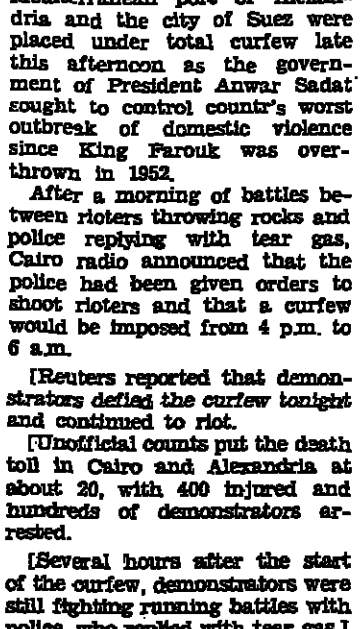 dria and the city of Suez were
placed under total curfew late
this afternoon as the govern-
ment of President Anwar Sadat
sought to control countr's worst
outbreak of domestic violence
since King Farouk was over-
thrown in 1952.
After a morning of battles be-
tween rioters throwing rocks and
police replying with tear gas,
Cairo radio announced that the
police had been given orders to
shoot rioters and that a curfew
would be imposed from 4 p.m. to
6 a.m.
[Reuters reported that demon-
strators defied the curfew tonight
and continued to riot.
[Unofficial counts put the death
toll in Cairo and Alexandria at
about 20, with 400 injured and
hundreds of demonstrators ar-
rested.
[Several hours after the start
of the curfew, demonstrators were
still fighting running battles with
police, who replied with tear gas.]